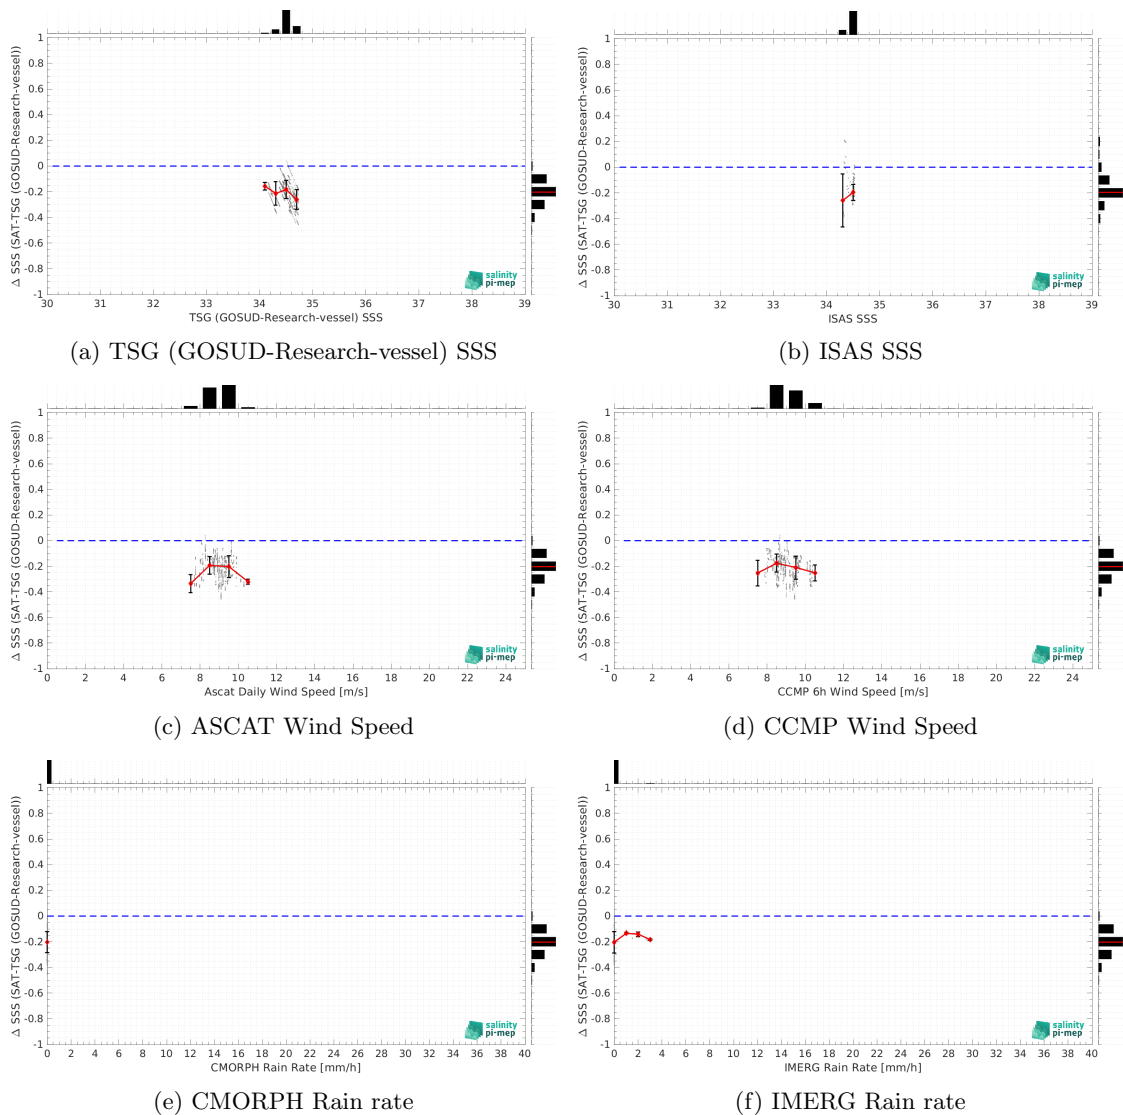 Δ SSS (SAT-TSG (GOSUD-Research-vessel))
1
0.8
0.6
0.4
0.2
0
-0.2
-0.4
-0.6
-0.8
-1
salinity
pi-mep
30 31 32 33 34 35 36 37 38 39
TSG (GOSUD-Research-vessel) SSS
(a) TSG (GOSUD-Research-vessel) SSS
Δ SSS (SAT-TSG (GOSUD-Research-vessel))
1
0.8
0.6
0.4
0.2
0
-0.2
-0.4
-0.6
-0.8
-1
salinity
pi-mep
30 31 32 33 34 35 36 37 38 39
ISAS SSS
(b) ISAS SSS
Δ SSS (SAT-TSG (GOSUD-Research-vessel))
1
0.8
0.6
0.4
0.2
0
-0.2
-0.4
-0.6
-0.8
-1
salinity
pi-mep
0 2 4 6 8 10 12 14 16 18 20 22 24
Ascat Daily Wind Speed [m/s]
(c) ASCAT Wind Speed
Δ SSS (SAT-TSG (GOSUD-Research-vessel))
1
0.8
0.6
0.4
0.2
0
-0.2
-0.4
-0.6
-0.8
-1
salinity
pi-mep
0 2 4 6 8 10 12 14 16 18 20 22 24
CCMP 6h Wind Speed [m/s]
(d) CCMP Wind Speed
Δ SSS (SAT-TSG (GOSUD-Research-vessel))
1
0.8
0.6
0.4
0.2
0
-0.2
-0.4
-0.6
-0.8
-1
salinity
pi-mep
0 2 4 6 8 10 12 14 16 18 20 22 24 26 28 30 32 34 36 38 40
CMORPH Rain Rate [mm/h]
(e) CMORPH Rain rate
Δ SSS (SAT-TSG (GOSUD-Research-vessel))
1
0.8
0.6
0.4
0.2
0
-0.2
-0.4
-0.6
-0.8
-1
salinity
pi-mep
0 2 4 6 8 10 12 14 16 18 20 22 24 26 28 30 32 34 36 38 40
IMERG Rain Rate [mm/h]
(f) IMERG Rain rate